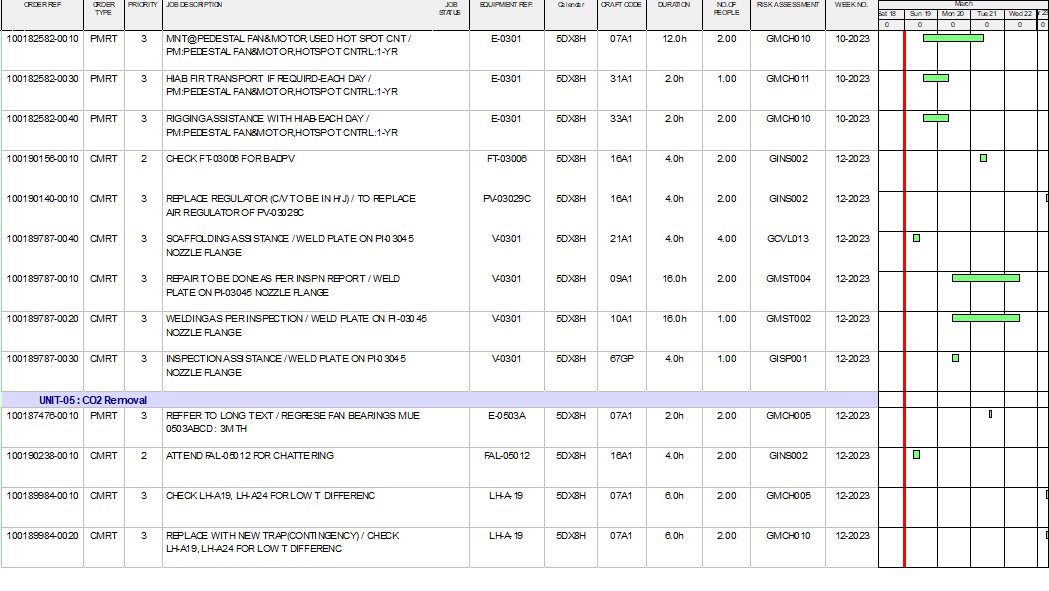 ORDER REF ORDER TYPE PRIORITY JOB DESCRIPTION JOB STATUS EQUIPMENT REF. Calendar CRAFT CODE DURATION NO.OF PEOPLE RISK ASSESSMENT WEEK NO. March
Sat 18 Sun 19 Mon 20 Tue 21 Wed 22
0 0 0 0 0 0
100182582-0010 PMRT 3 MNT@PEDESTAL FAN&MOTOR,USED HOT SPOT CNT / E-0301 5DX8H 07A1 12.0h 2.00 GMCH010 10-2023
PM:PEDESTAL FAN&MOTOR,HOTSPOT CNTRL:1-YR
100182582-0030 PMRT 3 HIAB FIR TRANSPORT IF REQUIRD-EACH DAY / E-0301 5DX8H 31A1 2.0h 1.00 GMCH011 10-2023
PM:PEDESTAL FAN&MOTOR,HOTSPOT CNTRL:1-YR
100182582-0040 PMRT 3 RIGGING ASSISTANCE WITH HIAB-EACH DAY / E-0301 5DX8H 33A1 2.0h 2.00 GMCH010 10-2023
PM:PEDESTAL FAN&MOTOR,HOTSPOT CNTRL:1-YR
100190156-0010 CMRT 2 CHECK FT-03006 FOR BADPV FT-03006 5DX8H 16A1 4.0h 2.00 GINS002 12-2023
100190140-0010 CMRT 3 REPLACE REGULATOR (C/V TO BE IN H/J) / TO REPLACE PV-03029C 5DX8H 16A1 4.0h 2.00 GINS002 12-2023
AIR REGULATOR OF PV-03029C
100189787-0040 CMRT 3 SCAFFOLDING ASSISTANCE / WELD PLATE ON PI-03045 V-0301 5DX8H 21A1 4.0h 4.00 GCVL013 12-2023
NOZZLE FLANGE
100189787-0010 CMRT 3 REPAIR TO BE DONE AS PER INSPN REPORT / WELD V-0301 5DX8H 09A1 16.0h 2.00 GMST004 12-2023
PLATE ON PI-03045 NOZZLE FLANGE
100189787-0020 CMRT 3 WELDING AS PER INSPECTION / WELD PLATE ON PI-03045 V-0301 5DX8H 10A1 16.0h 1.00 GMST002 12-2023
NOZZLE FLANGE
100189787-0030 CMRT 3 INSPECTION ASSISTANCE / WELD PLATE ON PI-03045 V-0301 5DX8H 67GP 4.0h 1.00 GISP001 12-2023
NOZZLE FLANGE
UNIT-05 : CO2 Removal
100187476-0010 PMRT 3 REFFER TO LONG TEXT / REGRESE FAN BEARINGS MUE E-0503A 5DX8H 07A1 2.0h 2.00 GMCH005 12-2023
0503ABCD : 3MTH
100190238-0010 CMRT 2 ATTEND FAL-05012 FOR CHATTERING FAL-05012 5DX8H 16A1 4.0h 2.00 GINS002 12-2023
100189984-0010 CMRT 3 CHECK LH-A19, LH-A24 FOR LOW T DIFFERENC LH-A-19 5DX8H 07A1 6.0h 2.00 GMCH005 12-2023
100189984-0020 CMRT 3 REPLACE WITH NEW TRAP(CONTINGENCY) / CHECK LH-A-19 5DX8H 07A1 6.0h 2.00 GMCH010 12-2023
LH-A19, LH-A24 FOR LOW T DIFFERENC